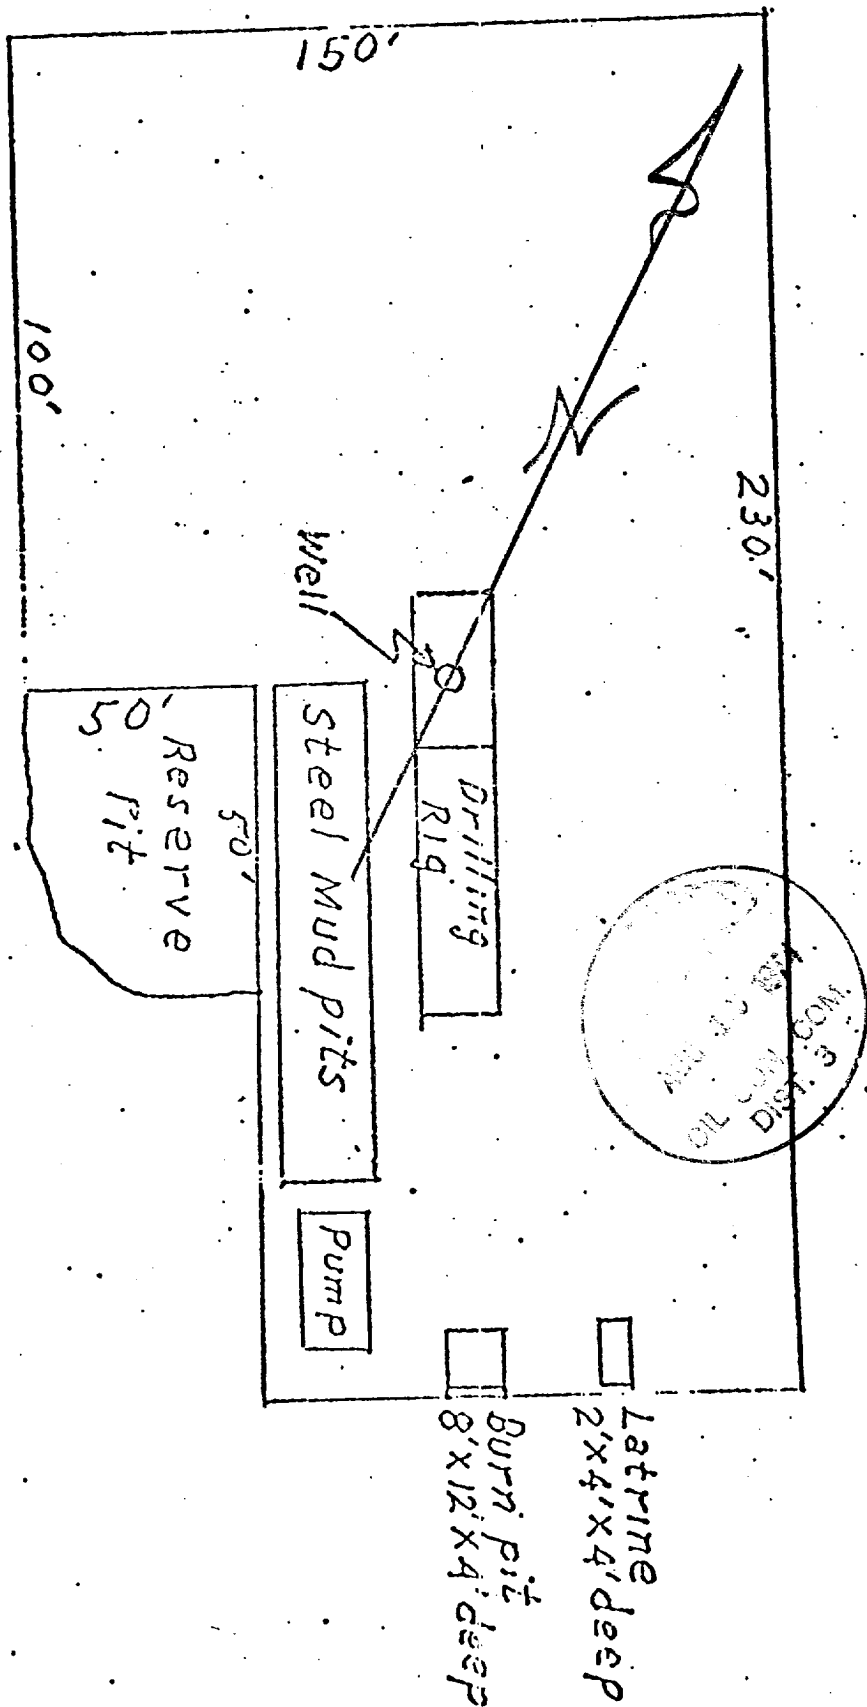 150'
230'
100'
N
Well
Drilling
Rig
Steel Mud pits
50'
50'
Reserve
Pit
Pump
Latrine
2'X4'X4' deep
Burn pit
8'X12'X4' deep
OIL CON. COM.
DIST. 3